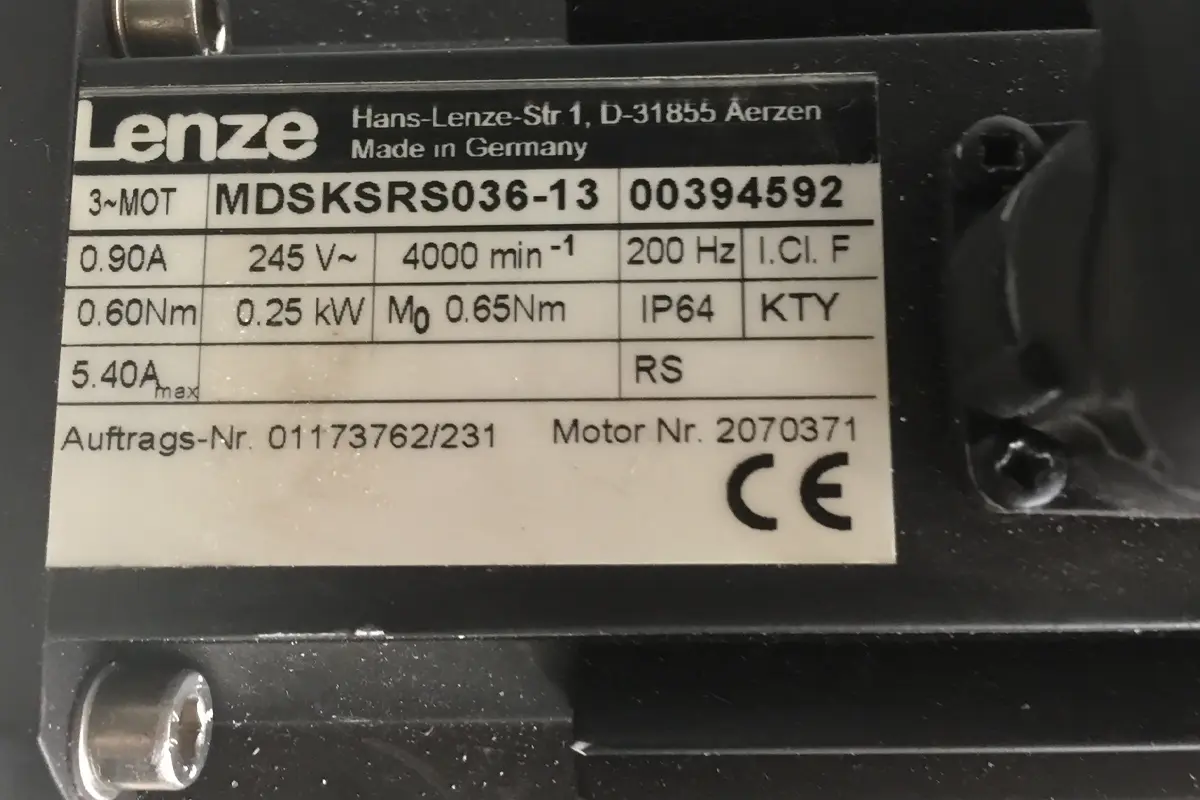 Lenze
Hans-Lenze-Str 1, D-31855 Aerzen
Made in Germany
3~MOT MDSKSRS036-13 00394592
0.90A 245 V~ 4000 min -1 200 Hz I.Cl. F
0.60Nm 0.25 kW M0 0.65Nm IP64 KTY
5.40Amax RS
Auftrags-Nr. 01173762/231 Motor Nr. 2070371
CE